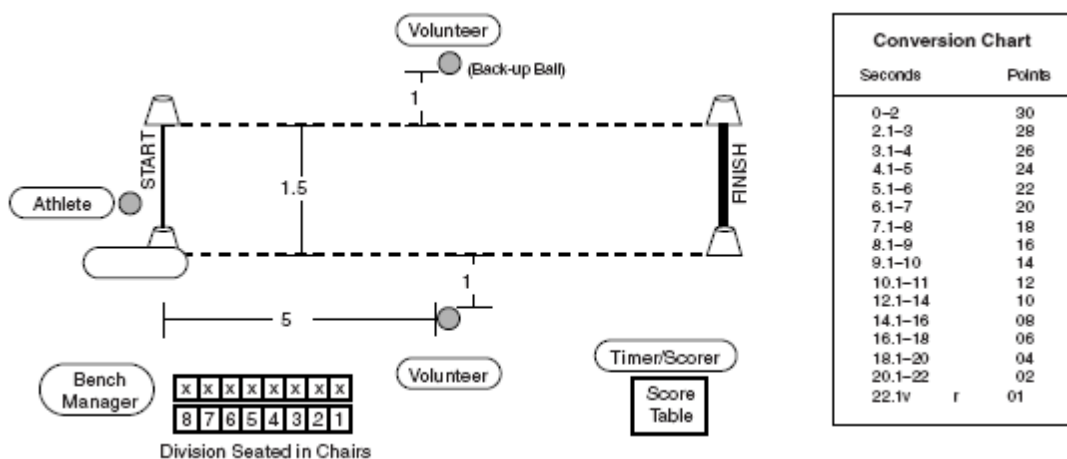 Volunteer
(Back-up Ball)
1
START
1.5
FINISH
Athlete
1
5
Volunteer
Timer/Scorer
Score
Table
Bench
Manager
x x x x x x x x
8 7 6 5 4 3 2 1
Division Seated in Chairs
Conversion Chart
Seconds Points
0–2 30
2.1–3 28
3.1–4 26
4.1–5 24
5.1–6 22
6.1–7 20
7.1–8 18
8.1–9 16
9.1–10 14
10.1–11 12
12.1–14 10
14.1–16 08
16.1–18 06
18.1–20 04
20.1–22 02
22.1v r 01